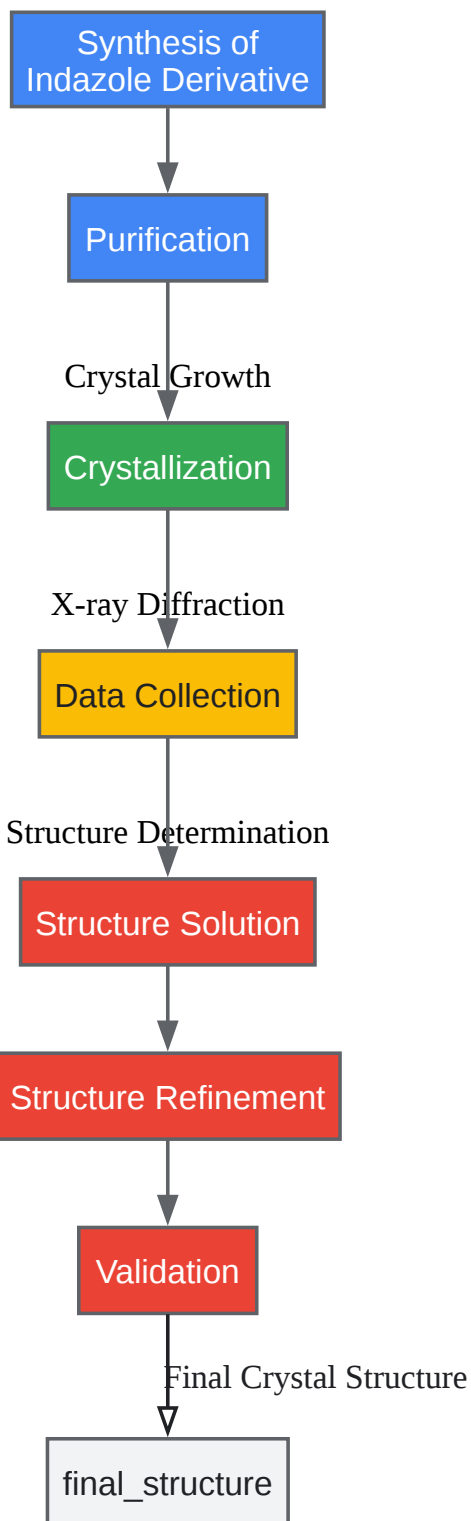 Synthesis of
Indazole Derivative
Purification
Crystal Growth
Crystallization
X-ray Diffraction
Data Collection
Structure Determination
Structure Solution
Structure Refinement
Validation
Final Crystal Structure
final_structure